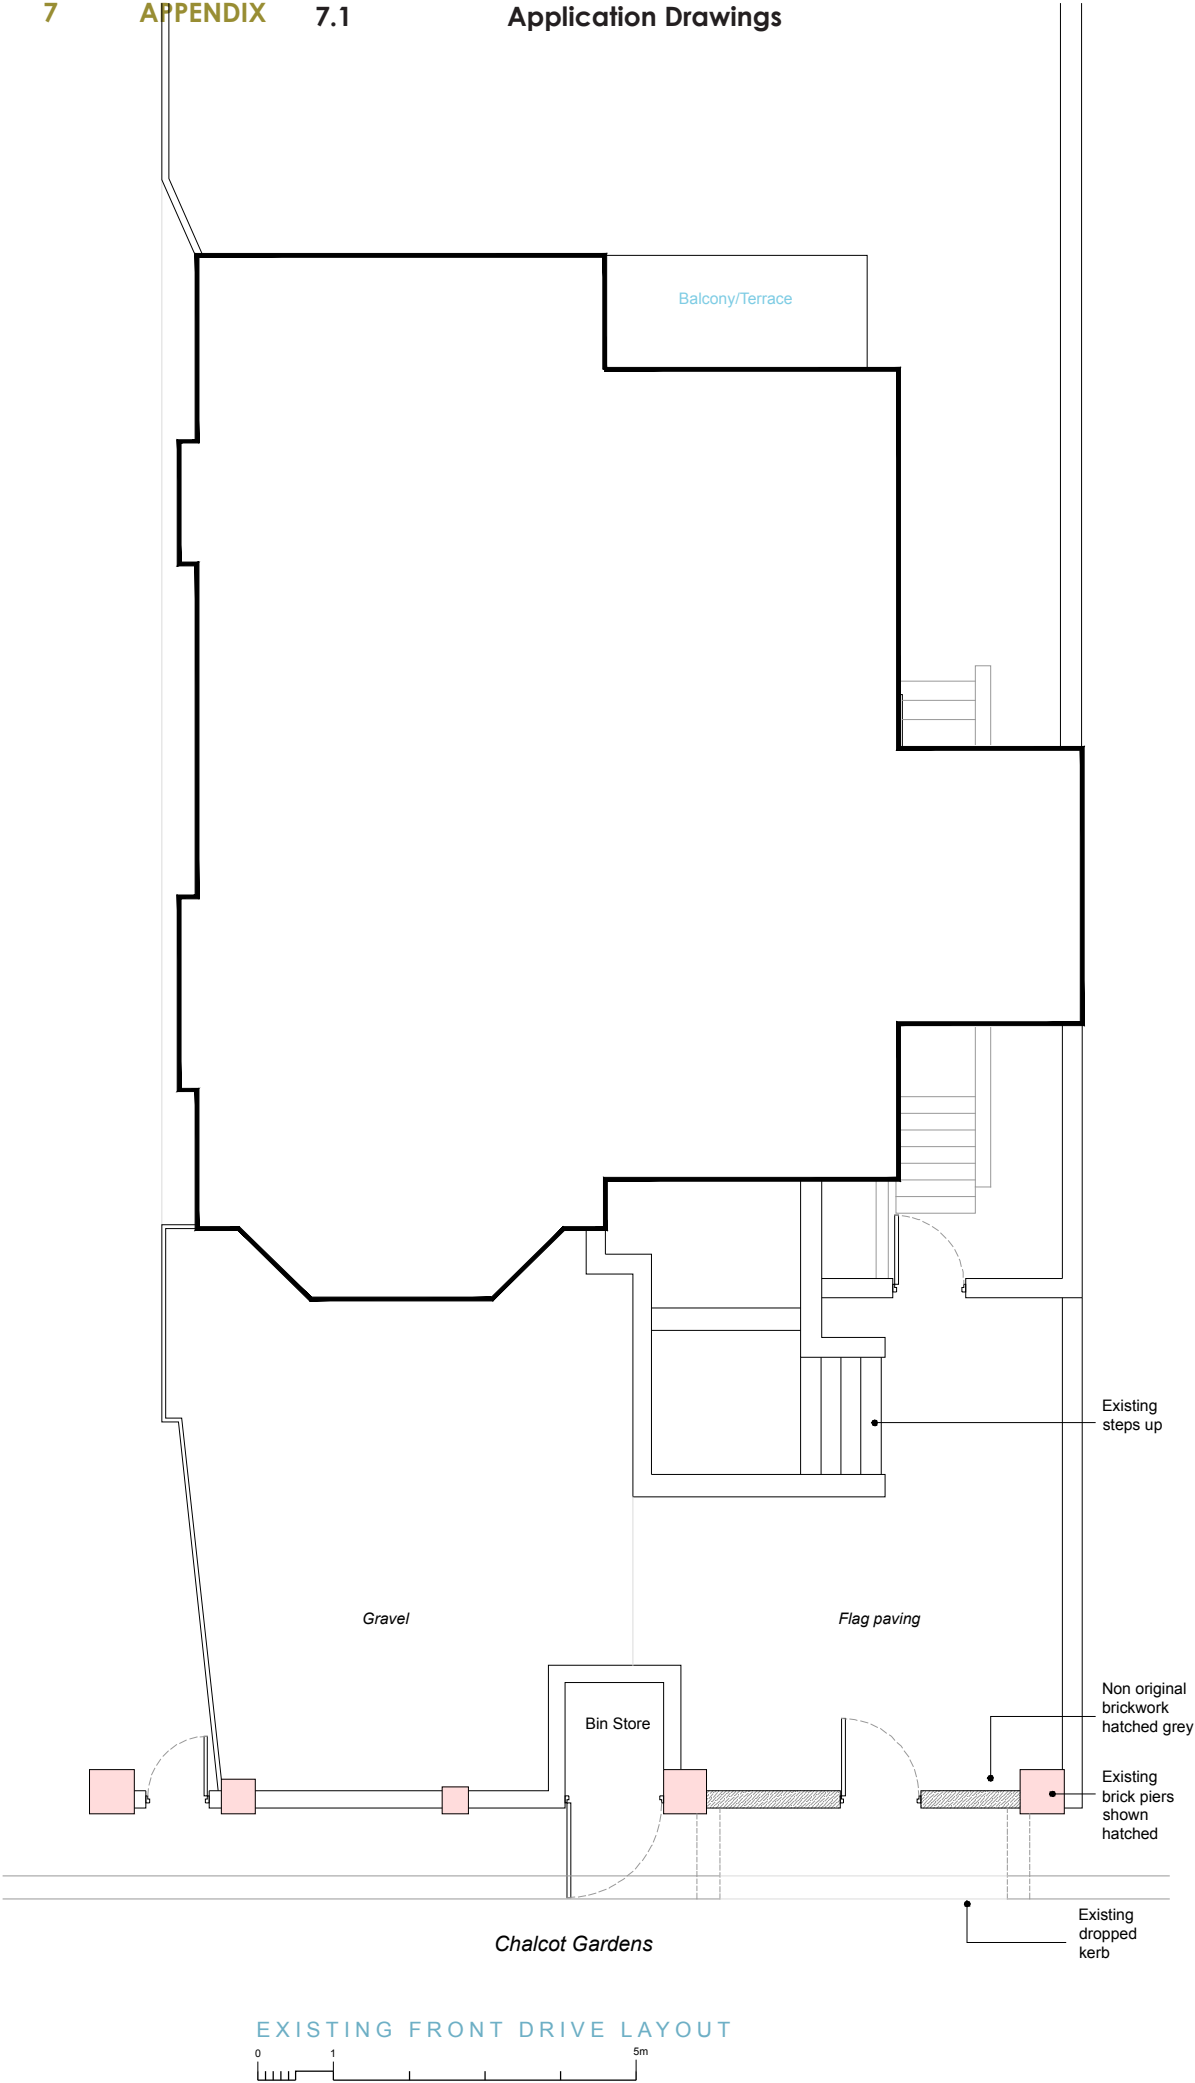 7 APPENDIX 7.1 Application Drawings
Balcony/Terrace
Existing
steps up
Gravel
Flag paving
Non original
brickwork
hatched grey
Bin Store
Existing
brick piers
shown
hatched
Existing
dropped
kerb
Chalcot Gardens
EXISTING FRONT DRIVE LAYOUT
0 1 5m